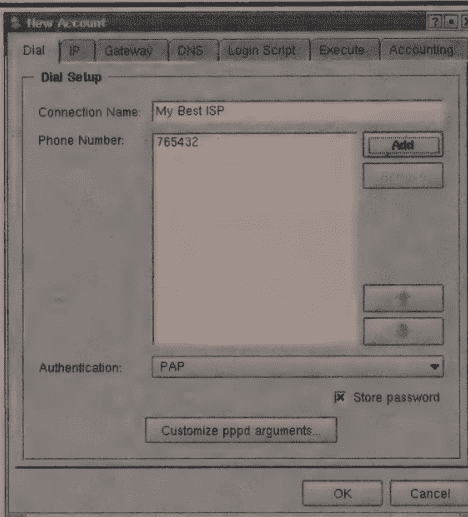 New Account
Dial IP Gateway DNS Login Script Execute Accounting
Dial Setup
Connection Name: My Best ISP
Phone Number: 765432
Add
Remove
Authentication: PAP
Store password
Customize pppd arguments...
OK Cancel